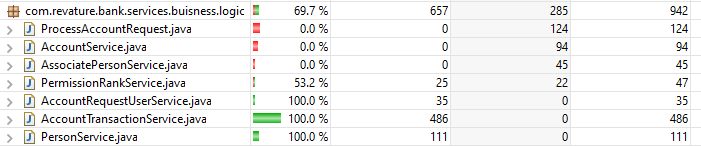 com.revature.bank.services.buisness.logic 69.7 % 657 285 942
ProcessAccountRequest.java 0.0 % 0 124 124
AccountService.java 0.0 % 0 94 94
AssociatePersonService.java 0.0 % 0 45 45
PermissionRankService.java 53.2 % 25 22 47
AccountRequestUserService.java 100.0 % 35 0 35
AccountTransactionService.java 100.0 % 486 0 486
PersonService.java 100.0 % 111 0 111